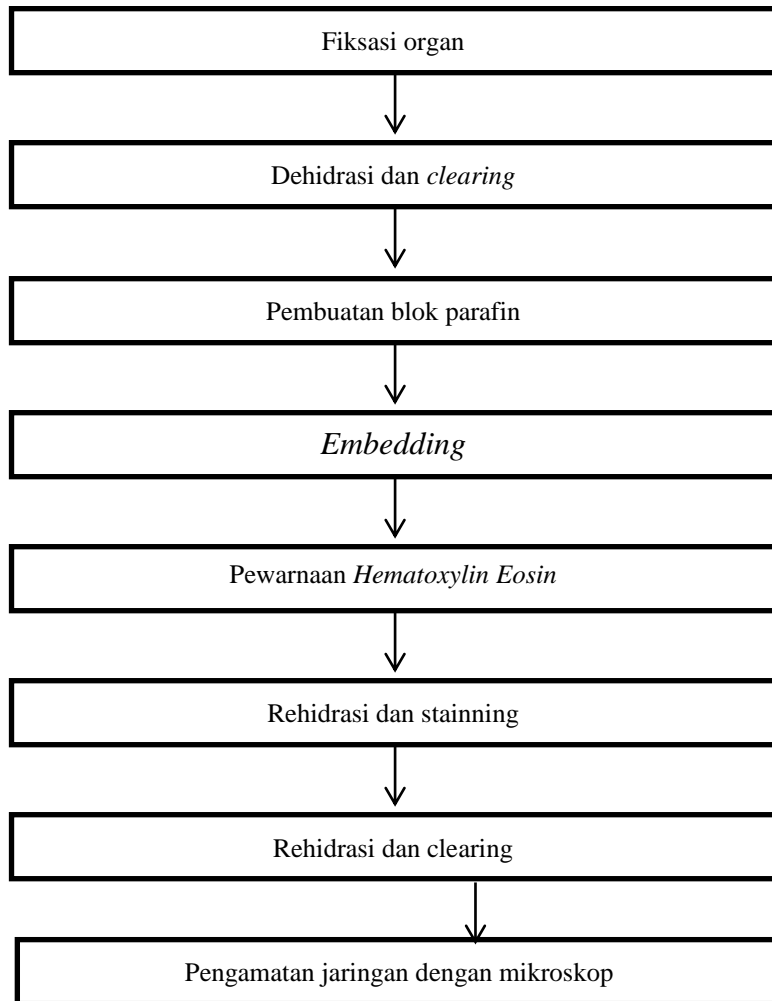 Fiksasi organ
Dehidrasi dan clearing
Pembuatan blok parafin
Embedding
Pewarnaan Hematoxylin Eosin
Rehidrasi dan stainning
Rehidrasi dan clearing
Pengamatan jaringan dengan mikroskop